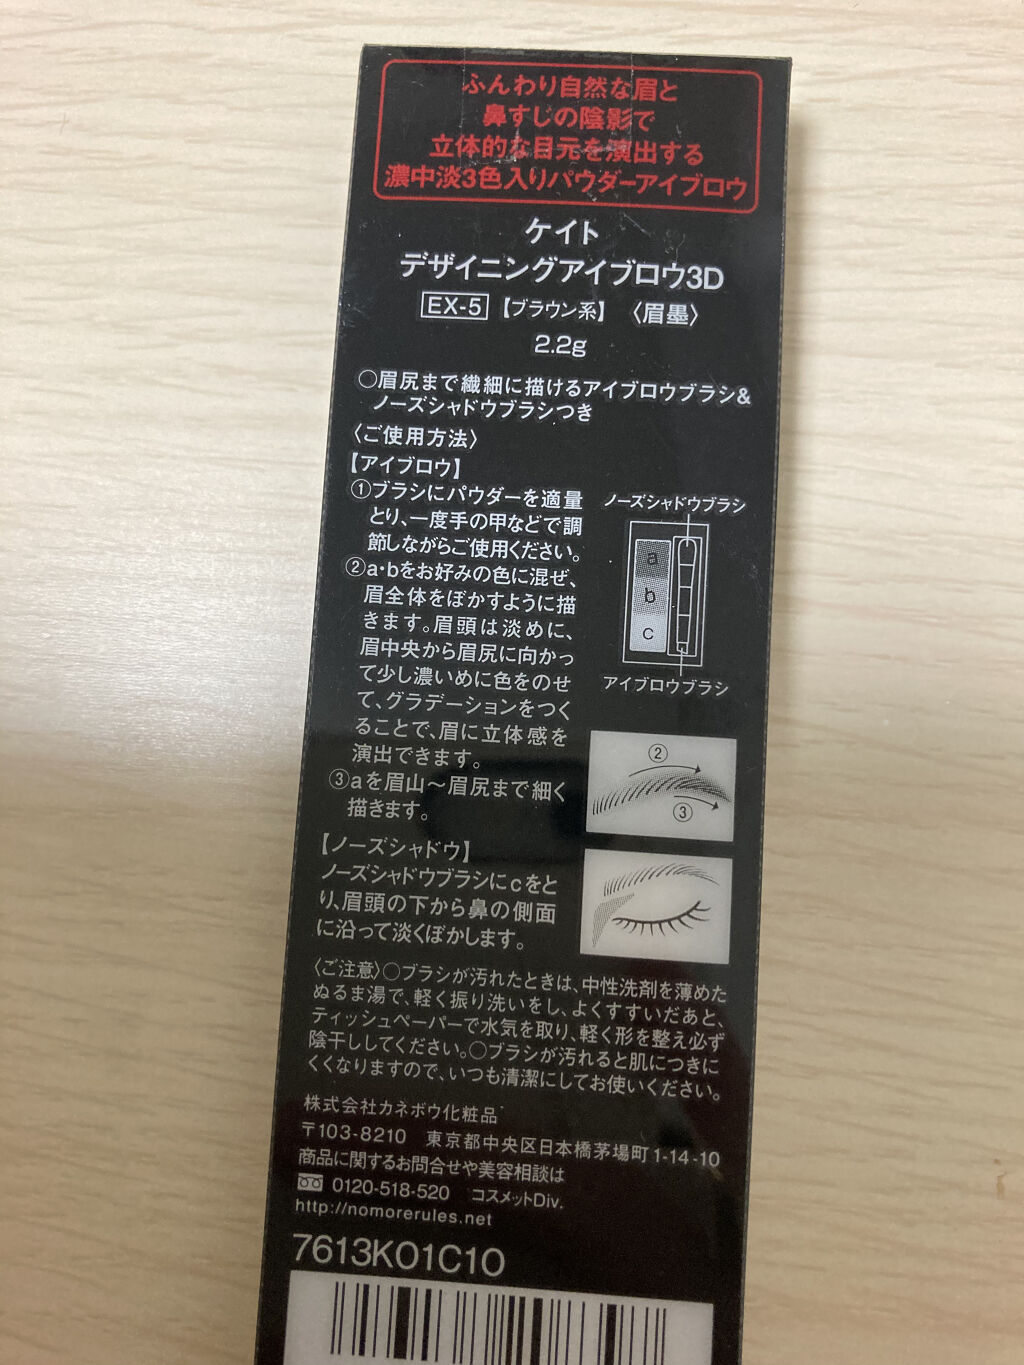 ふんわり自然な眉と
鼻すじの陰影で
立体的な目元を演出する
濃中淡3色入りパウダーアイブロウ
ケイト
デザイニングアイブロウ3D
EX-5 【ブラウン系】 〈眉墨〉
2.2g
○眉尻まで繊細に描けるアイブロウブラシ&
ノーズシャドウブラシつき
〈ご使用方法〉
【アイブロウ】
①ブラシにパウダーを適量
とり、一度手の甲などで調
節しながらご使用ください。
②a・bをお好みの色に混ぜ、
眉全体をぼかすように描
きます。眉頭は淡めに、
眉中央から眉尻に向かっ
て少し濃いめに色をのせ
て、グラデーションをつく
ることで、眉に立体感を
演出できます。
③aを眉山～眉尻まで細く
描きます。
ノーズシャドウブラシ
a
b
c
アイブロウブラシ
②
③
【ノーズシャドウ】
ノーズシャドウブラシにcをと
り、眉頭の下から鼻の側面
に沿って淡くぼかします。
〈ご注意〉○ブラシが汚れたときは、中性洗剤を薄めた
ぬるま湯で、軽く振り洗いをし、よくすすいだあと、
ティッシュペーパーで水気を取り、軽く形を整え必ず
陰干ししてください。○ブラシが汚れると肌につきに
くくなりますので、いつも清潔にしてお使いください。
株式会社カネボウ化粧品
〒103-8210 東京都中央区日本橋茅場町1-14-10
商品に関するお問合せや美容相談は
0120-518-520 コスメットDiv.
http://nomorerules.net
7613K01C10